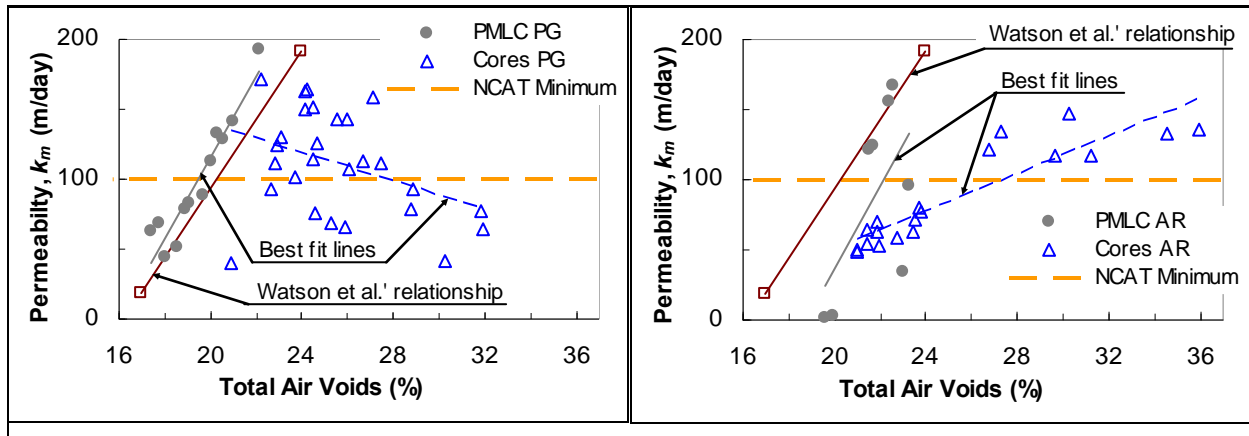 200
100
0
16
20
24
28
32
36
Total Air Voids (%)
Permeabilty, km (m/day)
PMLC PG
Cores PG
NCAT Minimum
Best fit lines
Watson et al.' relationship
200
100
0
16
20
24
28
32
36
Total Air Voids (%)
Permeability, km (m/day)
Watson et al.' relationship
Best fit lines
PMLC AR
Cores AR
NCAT Minimum